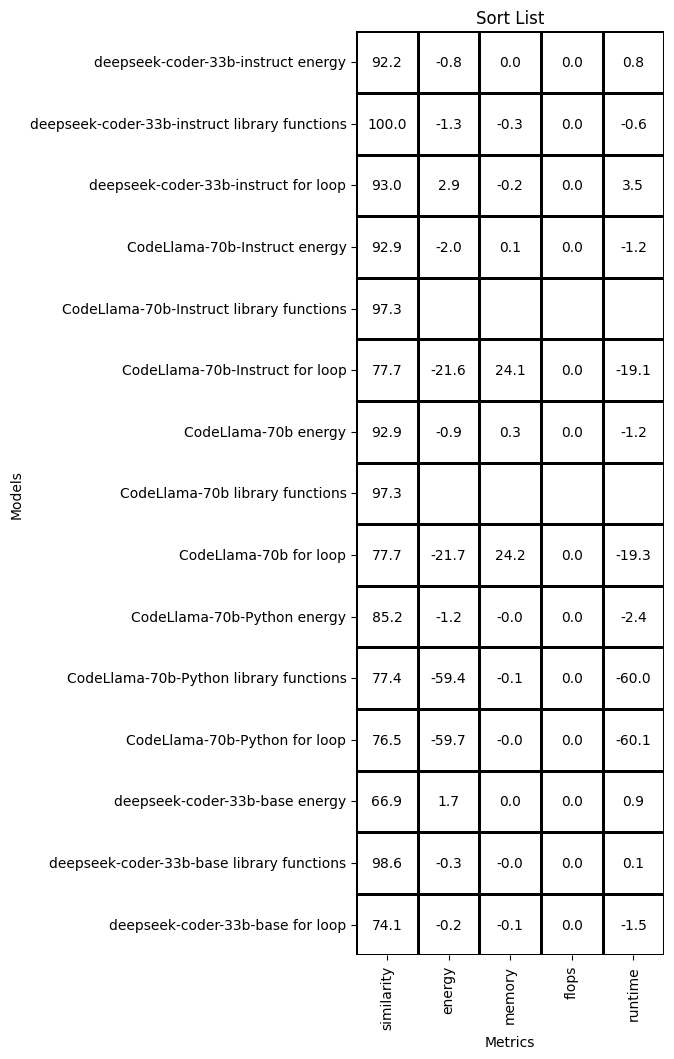 Sort List
deepseek-coder-33b-instruct energy 92.2 -0.8 0.0 0.0 0.8
deepseek-coder-33b-instruct library functions 100.0 -1.3 -0.3 0.0 -0.6
deepseek-coder-33b-instruct for loop 93.0 2.9 -0.2 0.0 3.5
CodeLlama-70b-Instruct energy 92.9 -2.0 0.1 0.0 -1.2
CodeLlama-70b-Instruct library functions 97.3
CodeLlama-70b-Instruct for loop 77.7 -21.6 24.1 0.0 -19.1
CodeLlama-70b energy 92.9 -0.9 0.3 0.0 -1.2
CodeLlama-70b library functions 97.3
CodeLlama-70b for loop 77.7 -21.7 24.2 0.0 -19.3
CodeLlama-70b-Python energy 85.2 -1.2 -0.0 0.0 -2.4
CodeLlama-70b-Python library functions 77.4 -59.4 -0.1 0.0 -60.0
CodeLlama-70b-Python for loop 76.5 -59.7 -0.0 0.0 -60.1
deepseek-coder-33b-base energy 66.9 1.7 0.0 0.0 0.9
deepseek-coder-33b-base library functions 98.6 -0.3 -0.0 0.0 0.1
deepseek-coder-33b-base for loop 74.1 -0.2 -0.1 0.0 -1.5
Models
similarity energy memory flops runtime
Metrics